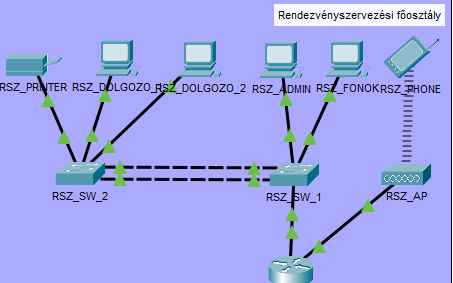 Rendezvényszervezési főosztály
RSZ_PRINTER
RSZ_DOLGOZO_1
RSZ_DOLGOZO_2
RSZ_ADMIN
RSZ_FONOK
RSZ_PHONE
RSZ_SW_2
RSZ_SW_1
RSZ_AP